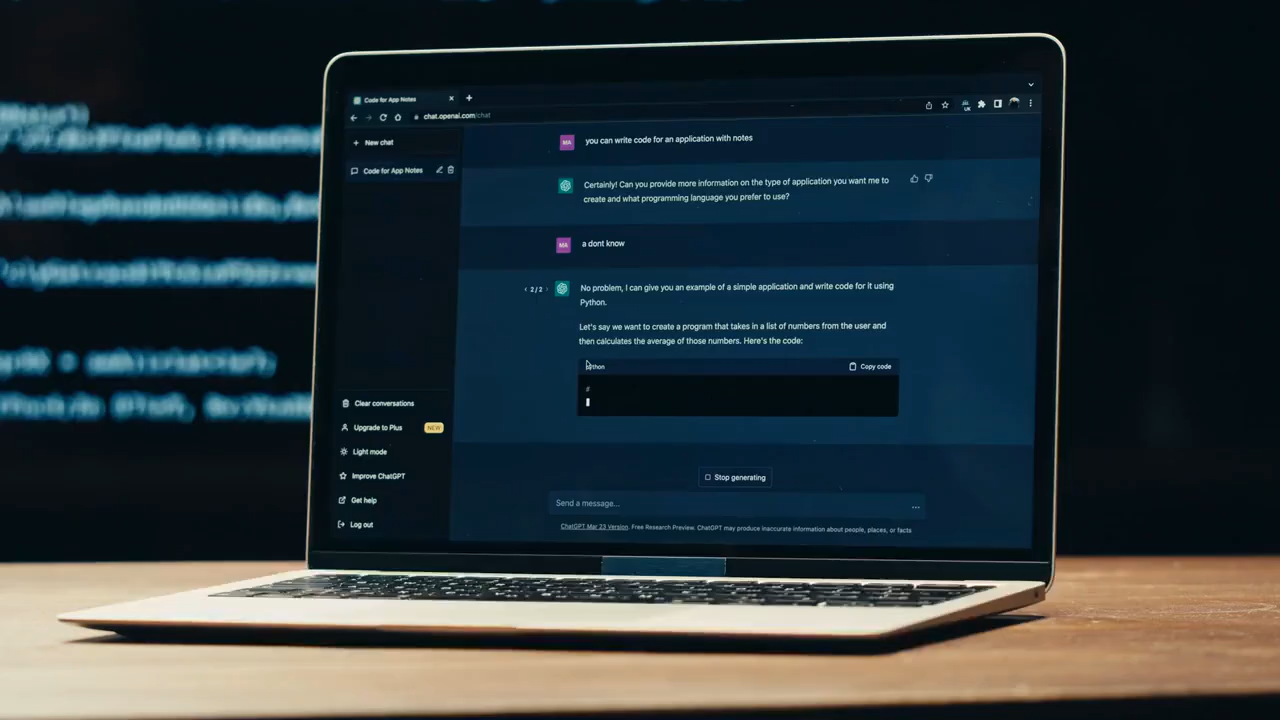 Code for App Notes
chat.openai.com/chat
UK
New chat
Code for App Notes
Clear conversations
Upgrade to Plus
NEW
Light mode
Improve ChatGPT
Get help
Log out
MA
you can write code for an application with notes
Certainly! Can you provide more information on the type of application you want me to
create and what programming language you prefer to use?
MA
a dont know
< 2 / 2 >
No problem, I can give you an example of a simple application and write code for it using
Python.
Let's say we want to create a program that takes in a list of numbers from the user and
then calculates the average of those numbers. Here's the code:
python
Copy code
#
Stop generating
Send a message...
ChatGPT Mar 23 Version. Free Research Preview. ChatGPT may produce inaccurate information about people, places, or facts